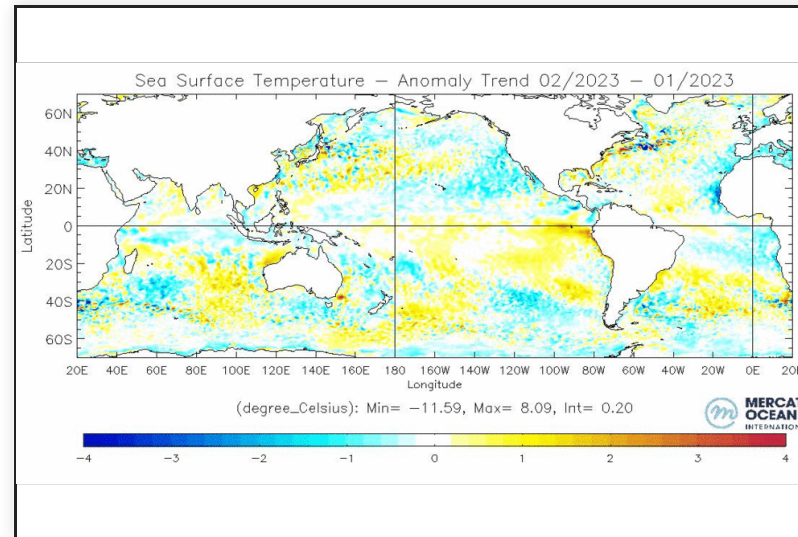 Sea Surface Temperature – Anomaly Trend 02/2023 – 01/2023
60N
40N
20N
0
20S
40S
60S
Latitude
20E 40E 60E 80E 100E 120E 140E 160E 180 160W 140W 120W 100W 80W 60W 40W 20W 0E 20
Longitude
(degree_Celsius): Min= −11.59, Max= 8.09, Int= 0.20
MERCAT
OCEAN
INTERNATION
−4 −3 −2 −1 0 1 2 3 4